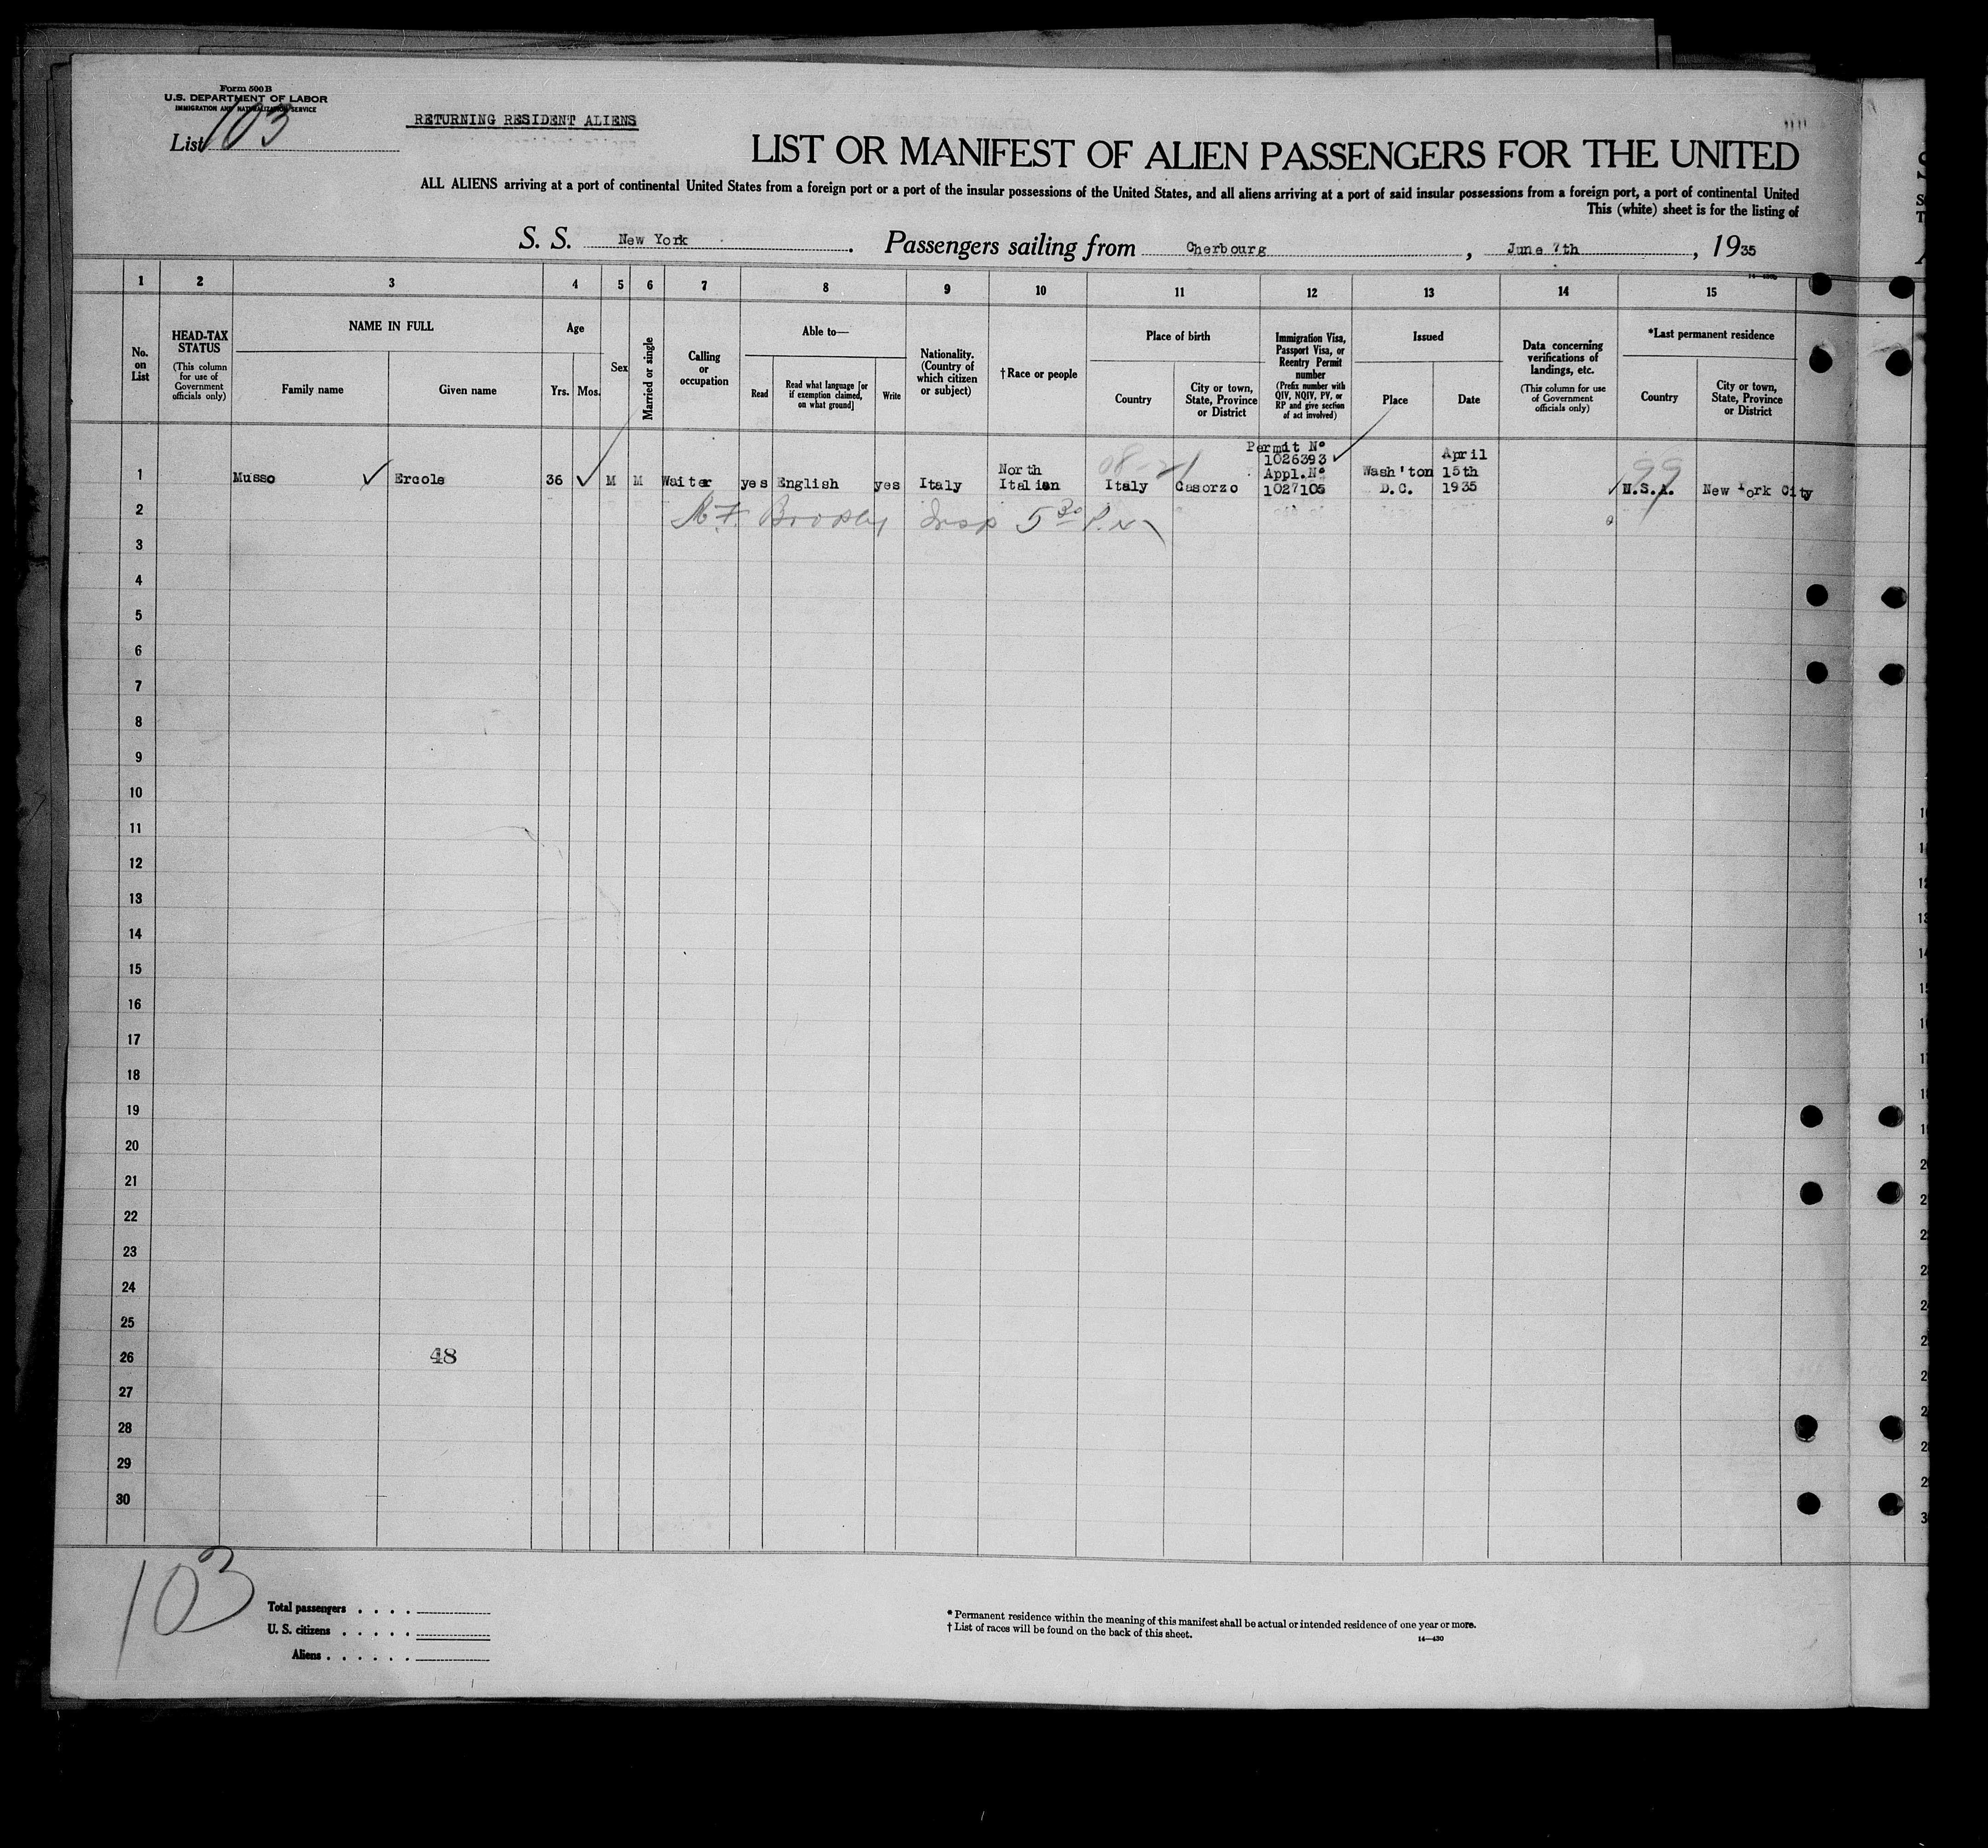 Form 500B
U.S. DEPARTMENT OF LABOR
IMMIGRATION AND NATURALIZATION SERVICE
List 103
RETURNING RESIDENT ALIENS
LIST OR MANIFEST OF ALIEN PASSENGERS FOR THE UNITED
ALL ALIENS arriving at a port of continental United States from a foreign port or a port of the insular possessions of the United States, and all aliens arriving at a port of said insular possessions from a foreign port, a port of continental United
This (white) sheet is for the listing of
S. S. New York. Passengers sailing from Cherbourg, June 7th, 1935
1 2 3 4 5 6 7 8 9 10 11 12 13 14 15
No. on List
HEAD-TAX STATUS
(This column for use of Government officials only)
NAME IN FULL
Family name
Given name
Age
Yrs. Mos.
Sex
Married or single
Calling or occupation
Able to—
Read
Read what language [or if exemption claimed, on what ground]
Write
Nationality. (Country of which citizen or subject)
†Race or people
Place of birth
Country
City or town, State, Province or District
Immigration Visa, Passport Visa, or Reentry Permit number
(Prefix number with QIV, NQIV, PV, or RP and give section of act involved)
Issued
Place
Date
Data concerning verifications of landings, etc.
(This column for use of Government officials only)
*Last permanent residence
Country
City or town, State, Province or District
1 Musso Ercole 36 M M Waiter yes English yes Italy North Italian Italy Casorzo Permit Nº 1026393 Appl.Nº 1027105 Wash'ton D.C. April 15th 1935 U.S.A. New York City
99
2 Insp 5 30 P.M
3
4
5
6
7
8
9
10
11
12
13
14
15
16
17
18
19
20
21
22
23
24
25
26 48
27
28
29
30
103
Total passengers . . . .
U. S. citizens . . . . .
Aliens . . . . . .
* Permanent residence within the meaning of this manifest shall be actual or intended residence of one year or more.
† List of races will be found on the back of this sheet.
14—430